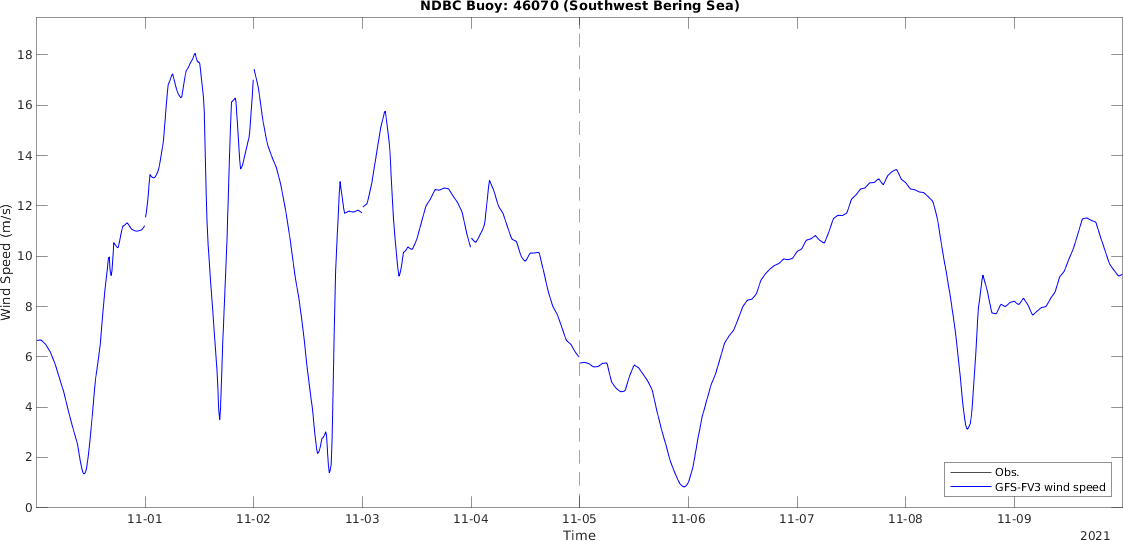 NDBC Buoy: 46070 (Southwest Bering Sea)
18
16
14
12
10
8
6
4
2
0
Wind Speed (m/s)
11-01 11-02 11-03 11-04 11-05 11-06 11-07 11-08 11-09
Time
2021
Obs.
GFS-FV3 wind speed